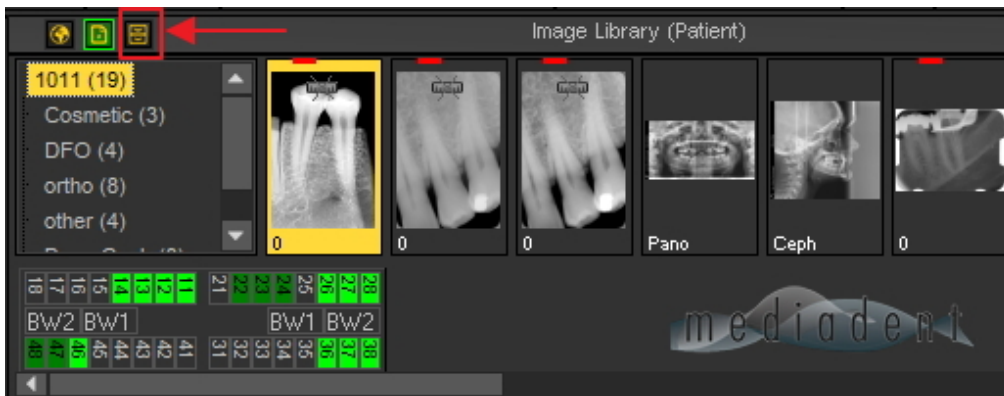 Image Library (Patient)
1011 (19)
Cosmetic (3)
DFO (4)
ortho (8)
other (4)
0
0
0
Pano
Ceph
0
18 17 16 15 14 13 12 11 21 22 23 24 25 26 27 28
BW2 BW1 BW1 BW2
48 47 46 45 44 43 42 41 31 32 33 34 35 36 37 38
mediadent